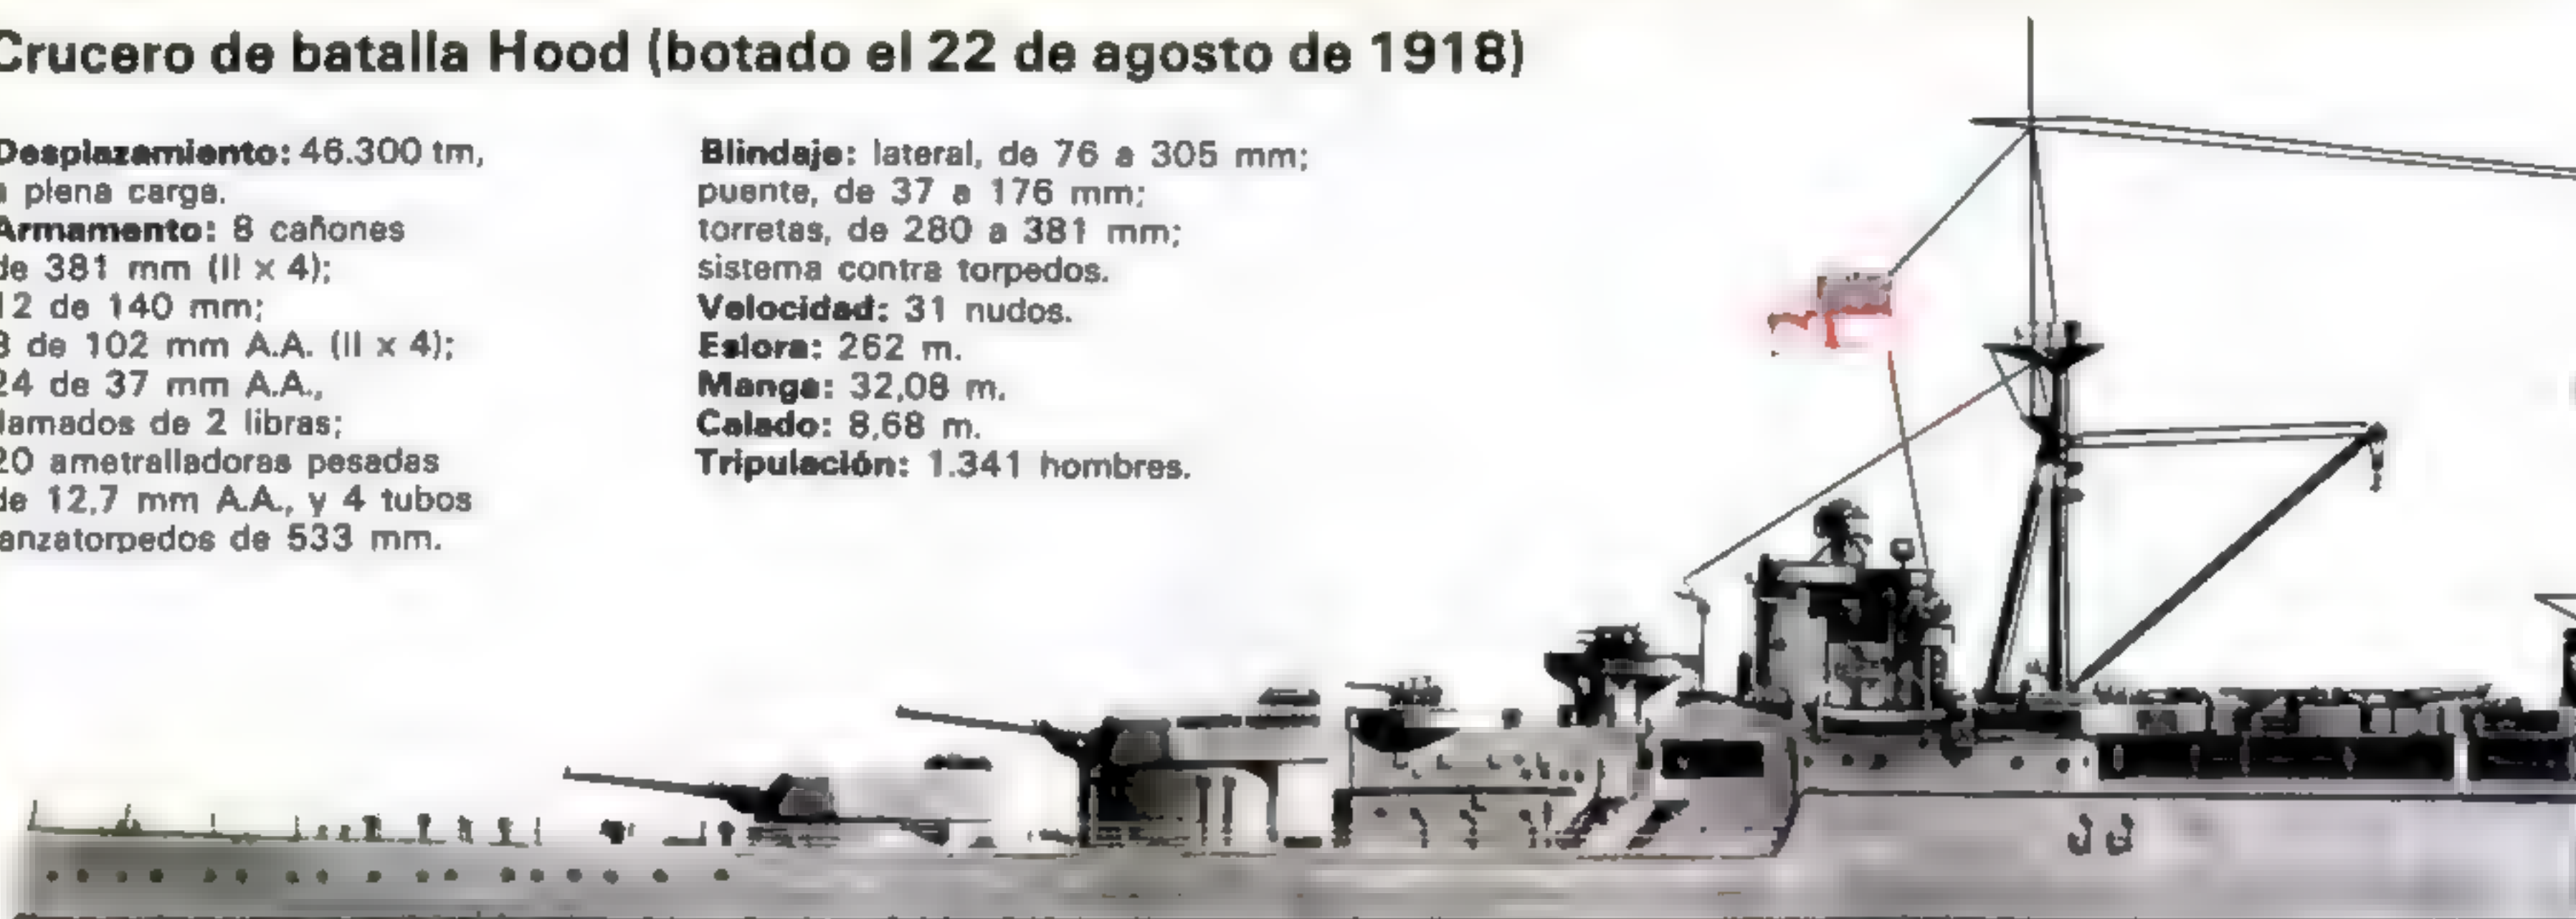 Crucero de batalla Hood (botado el 22 de agosto de 1918)
Desplazamiento: 46.300 tm,
a plena carga.
Armamento: 8 cañones
de 381 mm (II x 4);
12 de 140 mm;
8 de 102 mm A.A. (II x 4);
24 de 37 mm A.A.,
llamados de 2 libras;
20 ametralladoras pesadas
de 12,7 mm A.A., y 4 tubos
lanzatorpedos de 533 mm.
Blindaje: lateral, de 76 a 305 mm;
puente, de 37 a 176 mm;
torretas, de 280 a 381 mm;
sistema contra torpedos.
Velocidad: 31 nudos.
Eslora: 262 m.
Manga: 32,08 m.
Calado: 8,68 m.
Tripulación: 1.341 hombres.